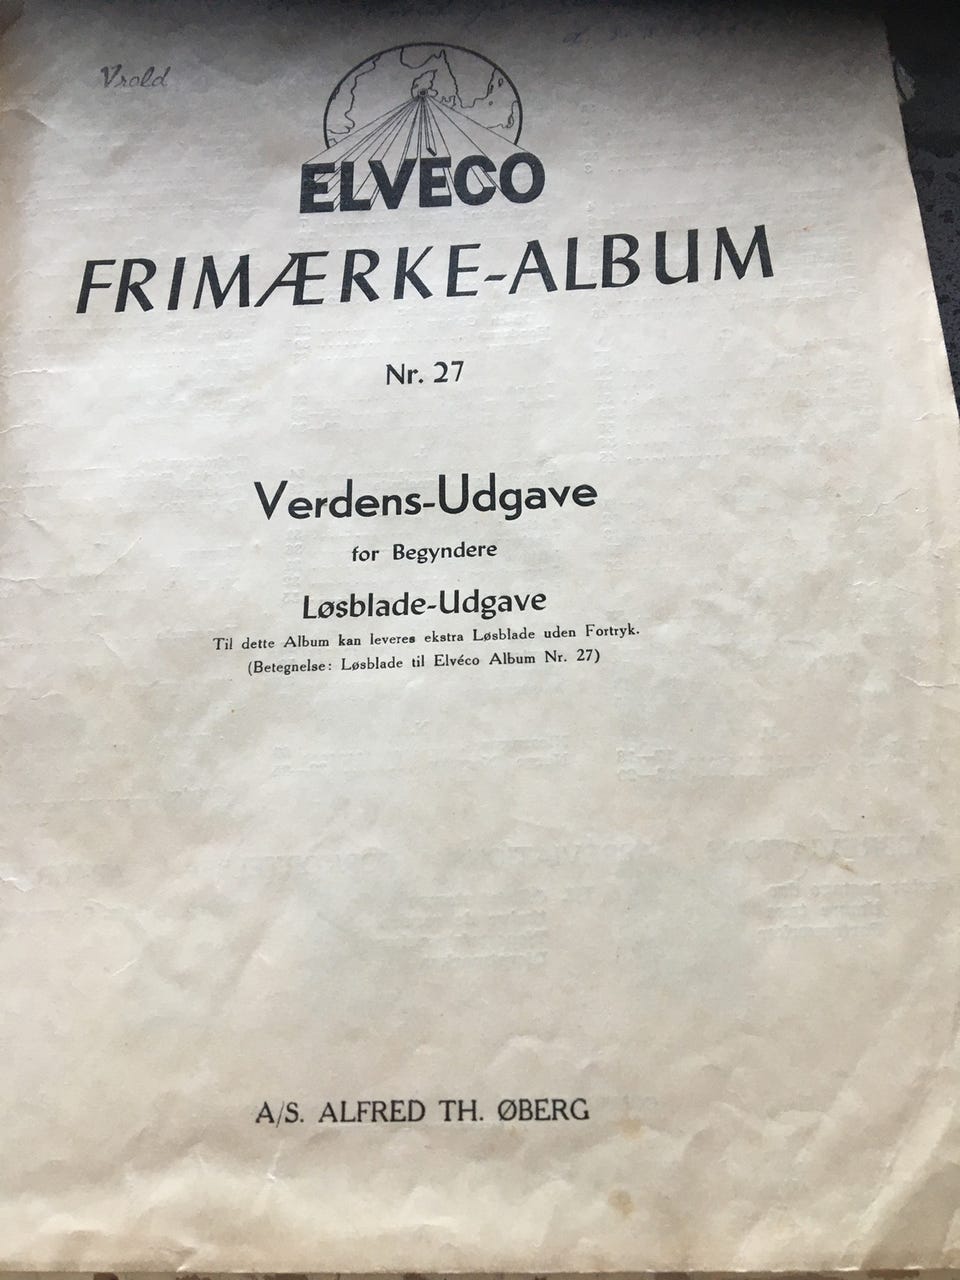 Vrold
ELVÉCO
FRIMÆRKE-ALBUM
Nr. 27
Verdens-Udgave
for Begyndere
Løsblade-Udgave
Til dette Album kan leveres ekstra Løsblade uden Fortryk.
(Betegnelse: Løsblade til Elvéco Album Nr. 27)
A/S. ALFRED TH. ØBERG